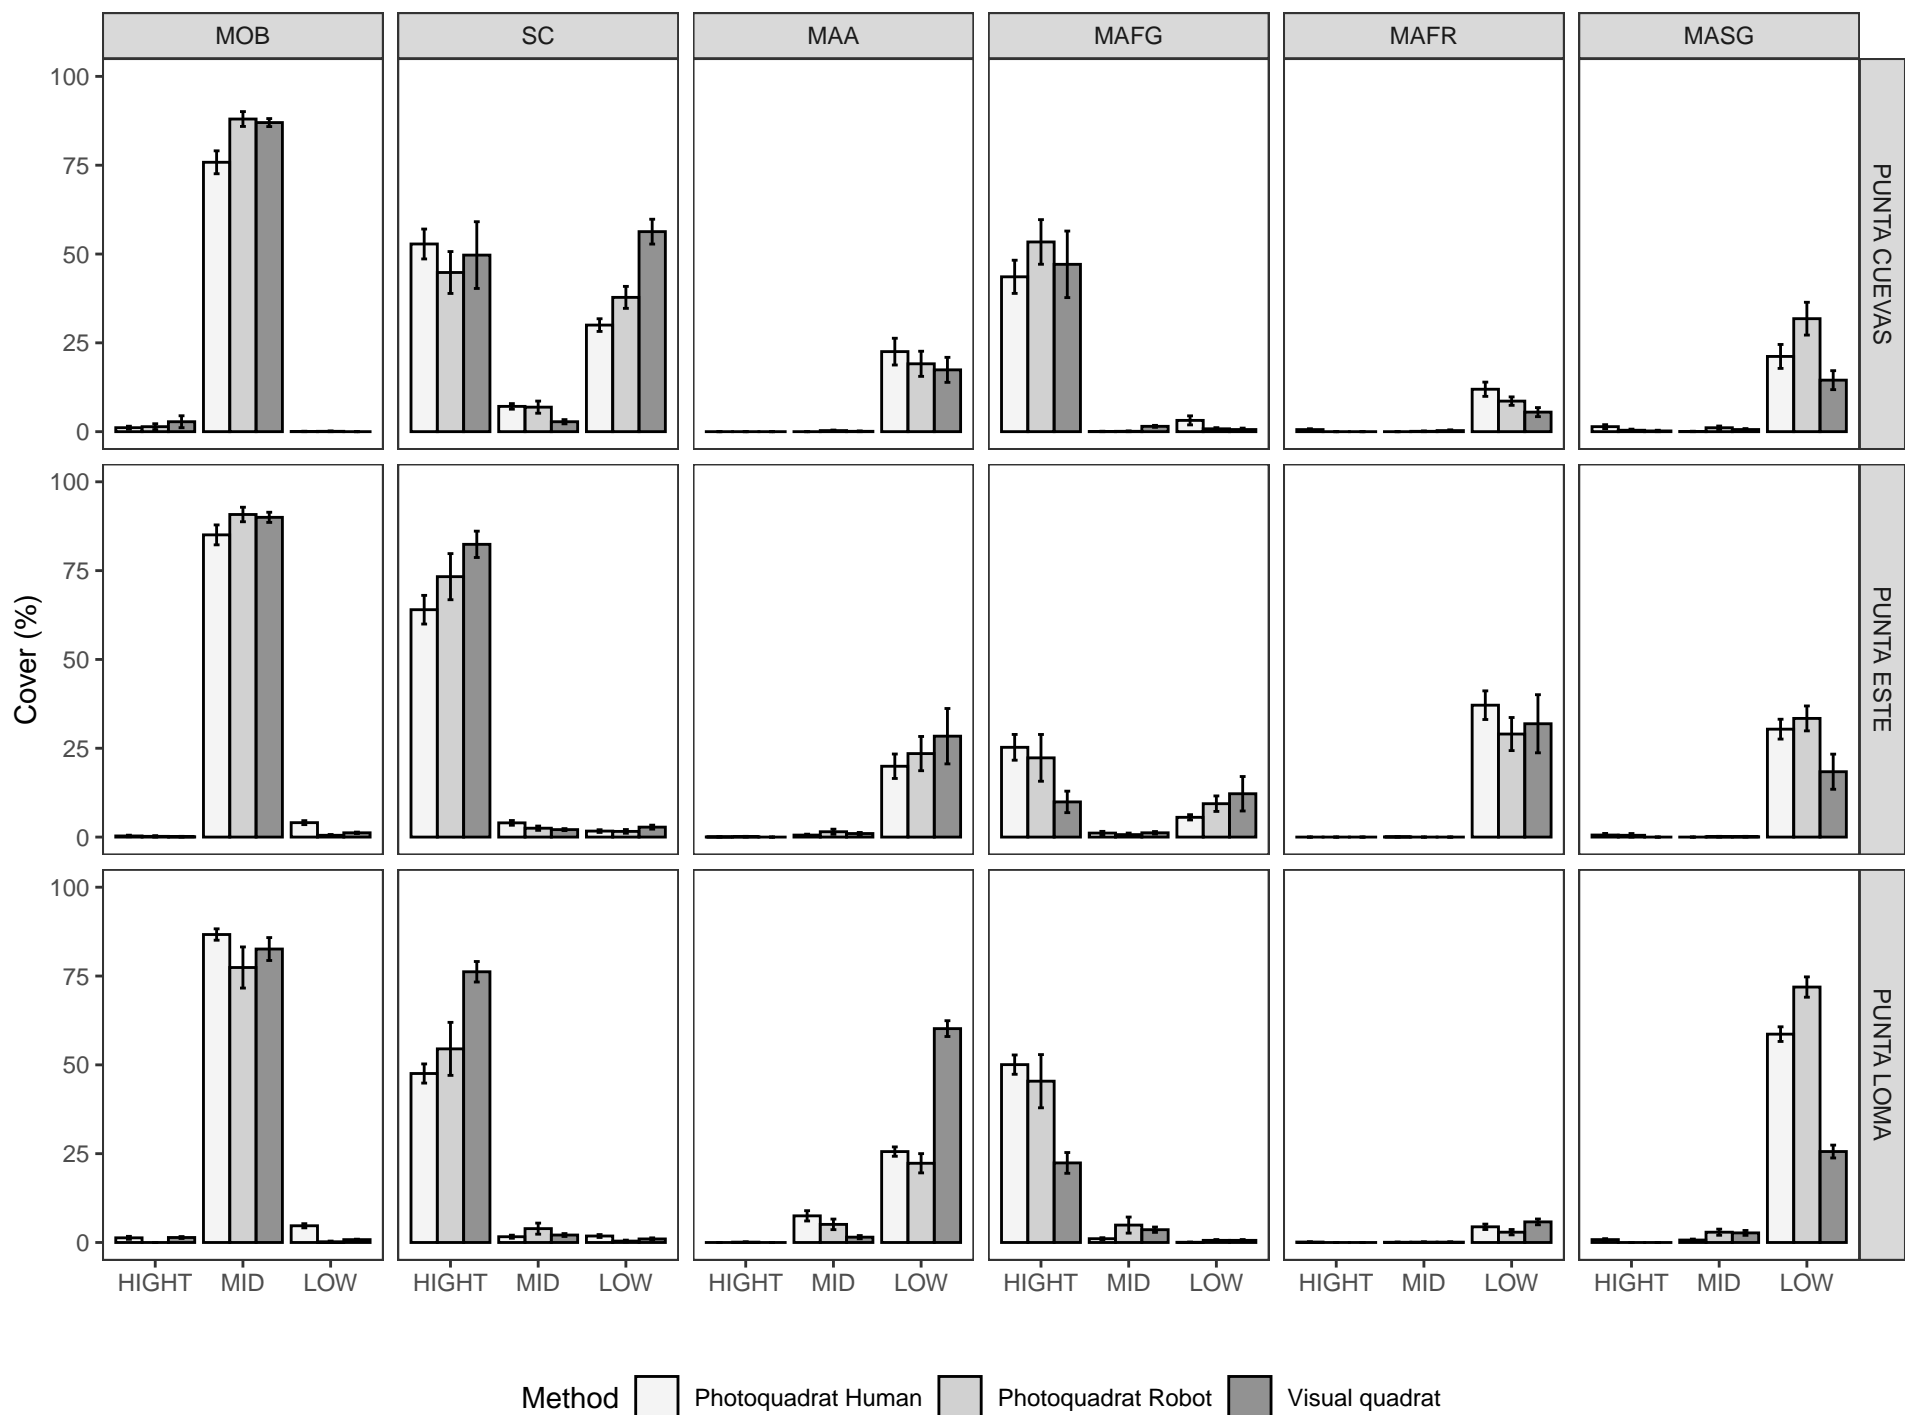 MOB SC MAA MAFG MAFR MASG
100
75
50
25
0
PUNTA CUEVAS
100
75
50
25
0
PUNTA ESTE
Cover (%)
100
75
50
25
0
PUNTA LOMA
HIGHT MID LOW HIGHT MID LOW HIGHT MID LOW HIGHT MID LOW HIGHT MID LOW HIGHT MID LOW
Method Photoquadrat Human Photoquadrat Robot Visual quadrat